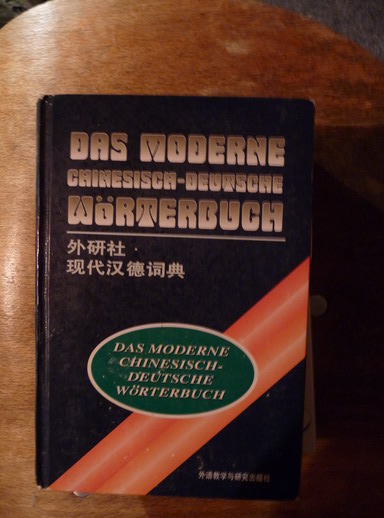 DAS MODERNE
CHINESISCH-DEUTSCHE
WÖRTERBUCH
外研社·
现代汉德词典
DAS MODERNE
CHINESISCH-
DEUTSCHE
WÖRTERBUCH
外语教学与研究出版社